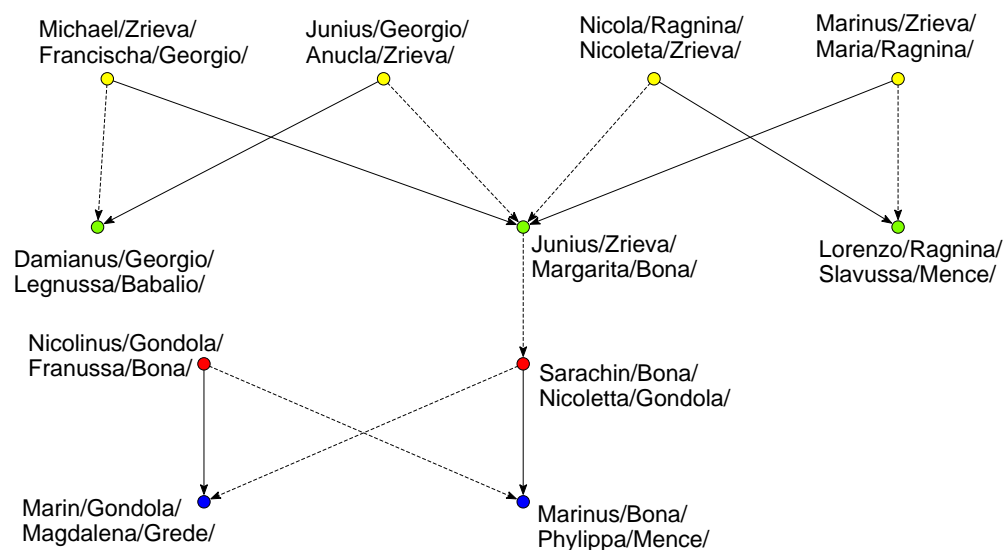 Michael/Zrieva/
Francischa/Georgio/
Junius/Georgio/
Anucla/Zrieva/
Nicola/Ragnina/
Nicoleta/Zrieva/
Marinus/Zrieva/
Maria/Ragnina/
Damianus/Georgio/
Legnussa/Babalio/
Junius/Zrieva/
Margarita/Bona/
Lorenzo/Ragnina/
Slavussa/Mence/
Nicolinus/Gondola/
Franussa/Bona/
Sarachin/Bona/
Nicoletta/Gondola/
Marin/Gondola/
Magdalena/Grede/
Marinus/Bona/
Phylippa/Mence/